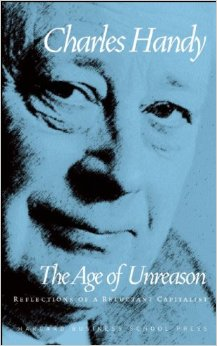 Charles Handy
The Age of Unreason
REFLECTIONS OF A RELUCTANT CAPITALIST
HARVARD BUSINESS SCHOOL PRESS